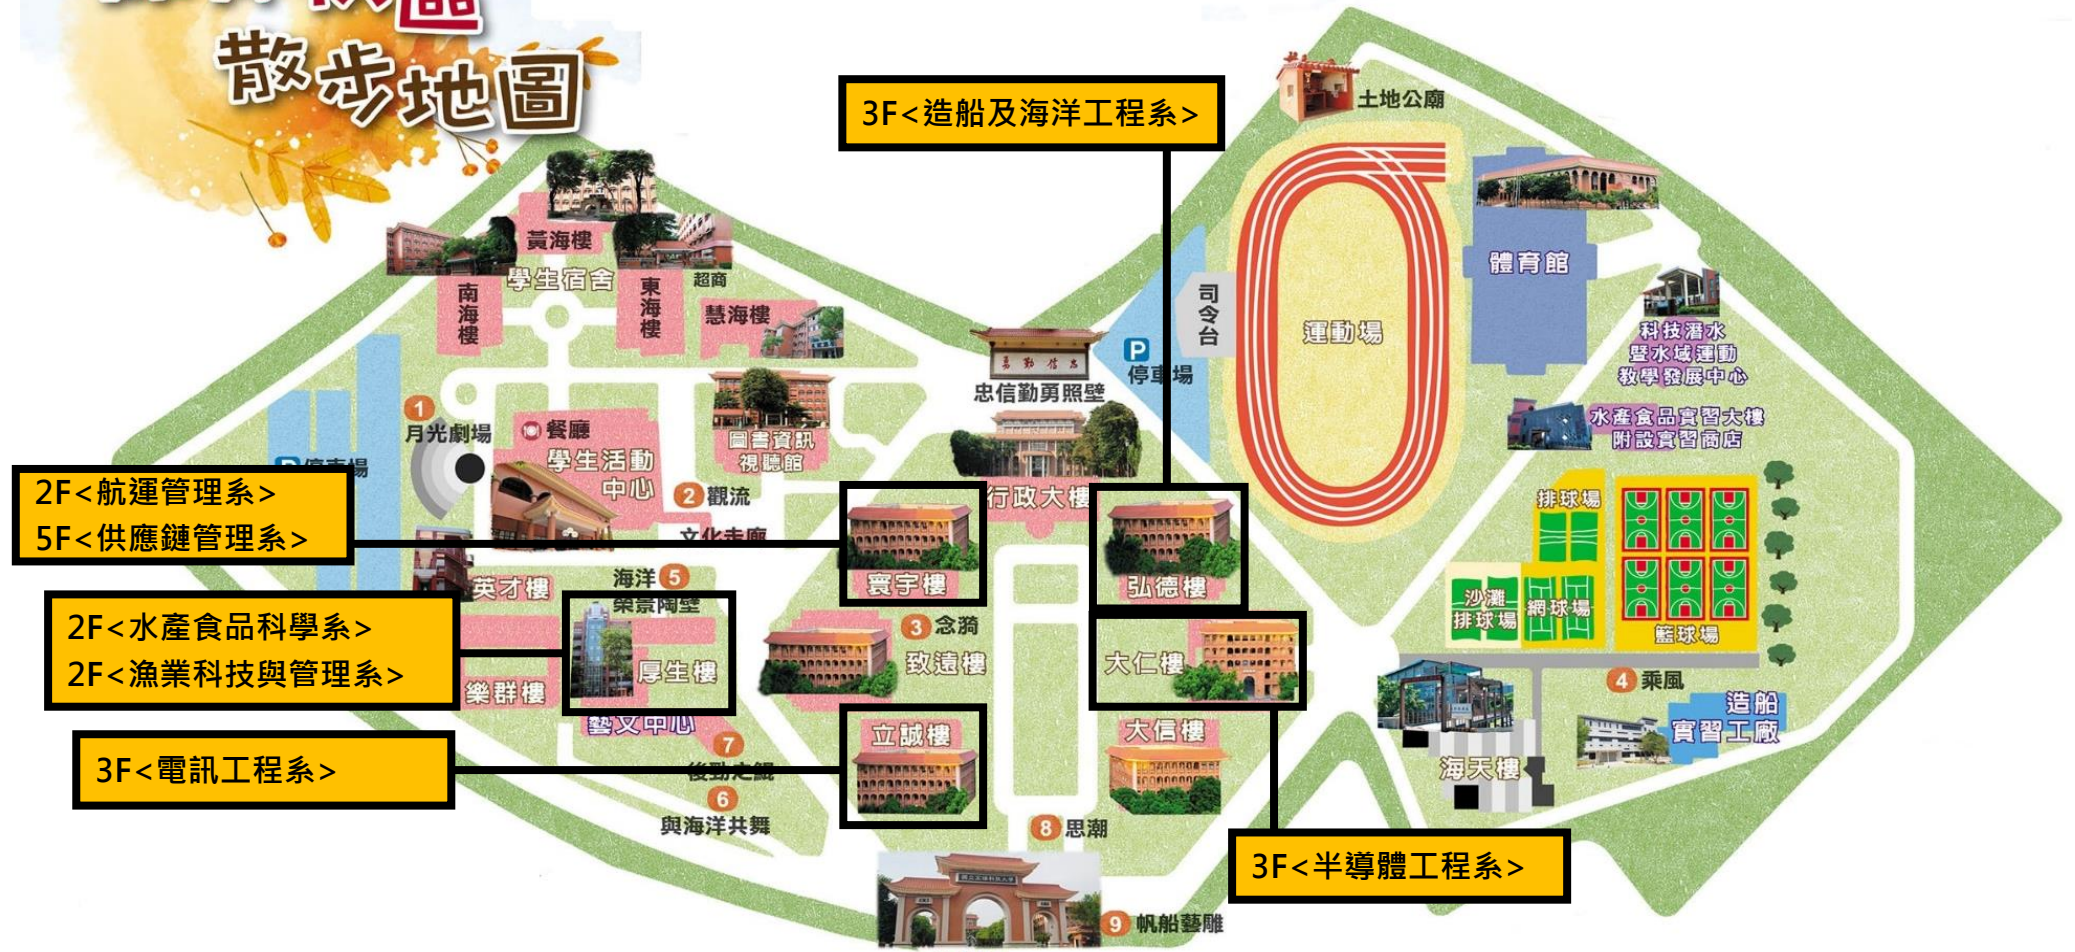 散步地圖
3F<造船及海洋工程系>
土地公廟
黃海樓
學生宿舍
南海樓
東海樓
超商
慧海樓
體育館
司令台
運動場
科技潛水
暨水域運動
教學發展中心
忠信勤勇照壁
P
停車場
1
月光劇場
餐廳
學生活動
中心
圖書資訊
視聽館
水產食品實習大樓
附設實習商店
P 停車場
2F<航運管理系>
5F<供應鏈管理系>
2 觀流
文化走廊
行政大樓
排球場
寰宇樓
弘德樓
英才樓
海洋 5
榮景陶壁
沙灘
排球場
網球場
籃球場
2F<水產食品科學系>
2F<漁業科技與管理系>
3 念漪
致遠樓
大仁樓
厚生樓
樂群樓
4 乘風
造船
實習工廠
藝文中心
7
立誠樓
大信樓
3F<電訊工程系>
海天樓
6
與海洋共舞
8 思潮
3F<半導體工程系>
9 帆船藝雕